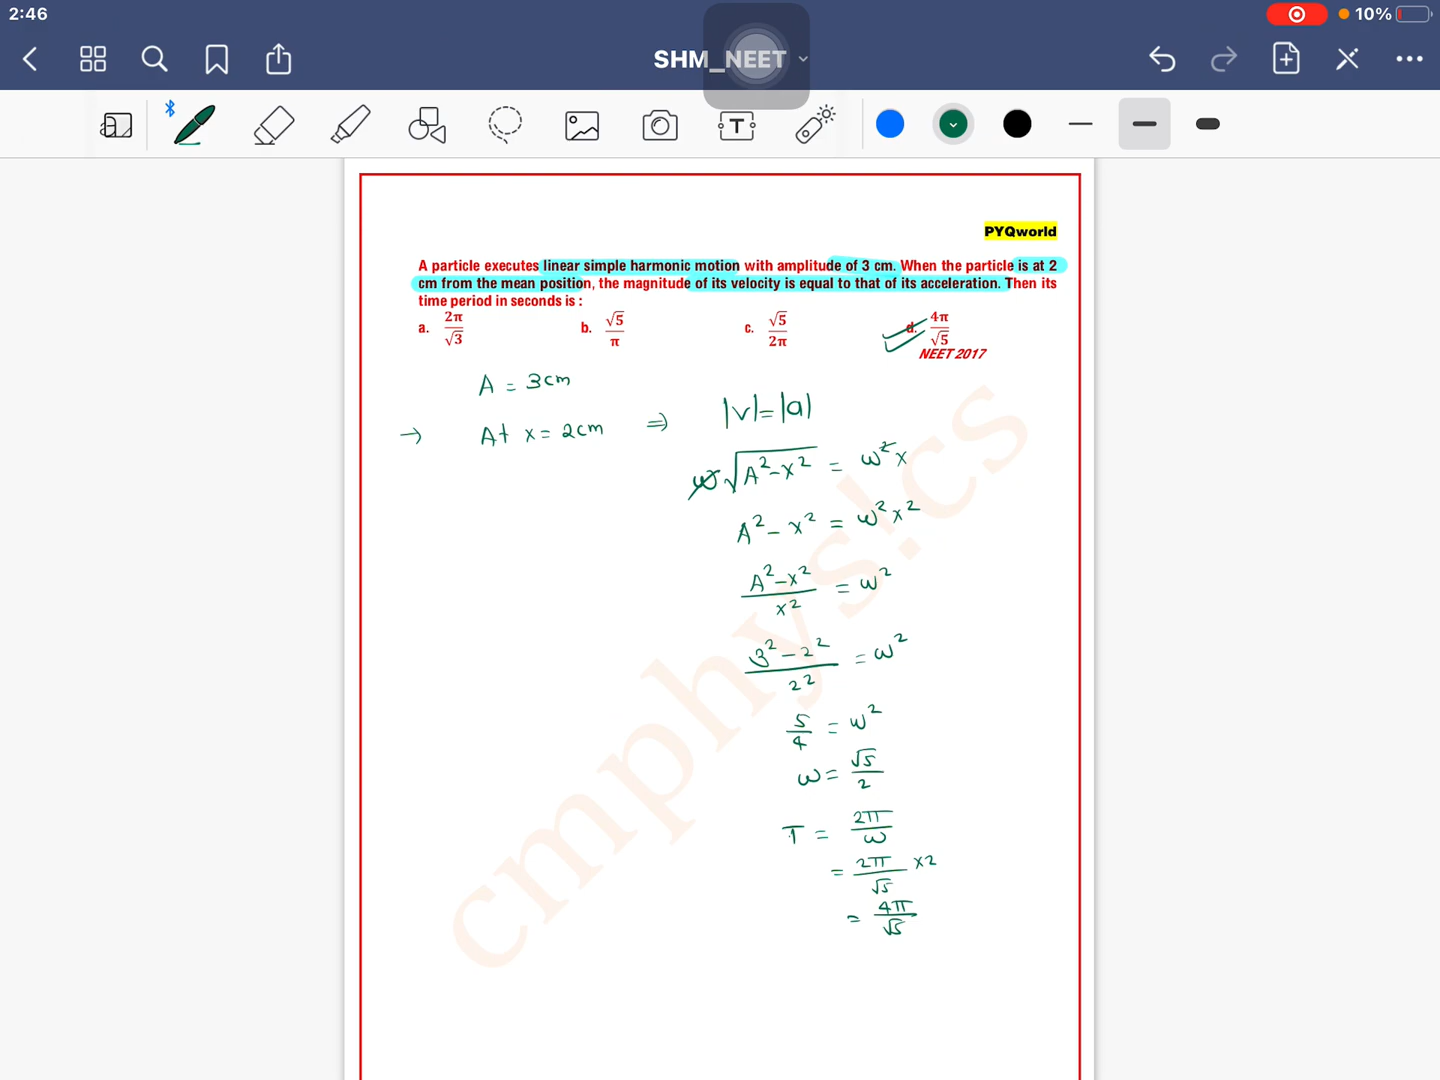 2:46
10%
SHM_NEET
T
PYQworld
A particle executes linear simple harmonic motion with amplitude of 3 cm. When the particle is at 2
cm from the mean position, the magnitude of its velocity is equal to that of its acceleration. Then its
time period in seconds is :
a. 2π/√3 b. √5/π c. √5/2π d. 4π/√5
NEET 2017
A = 3cm
→ At x = 2cm ⇒ |v|=|a|
ω√A²-x² = ω²x
A² - x² = ω²x²
A²-x²/x² = ω²
3²-2²/2² = ω²
5/4 = ω²
ω = √5/2
T = 2π/ω
= 2π/√5 ×2
= 4π/√5
cmphys!cs